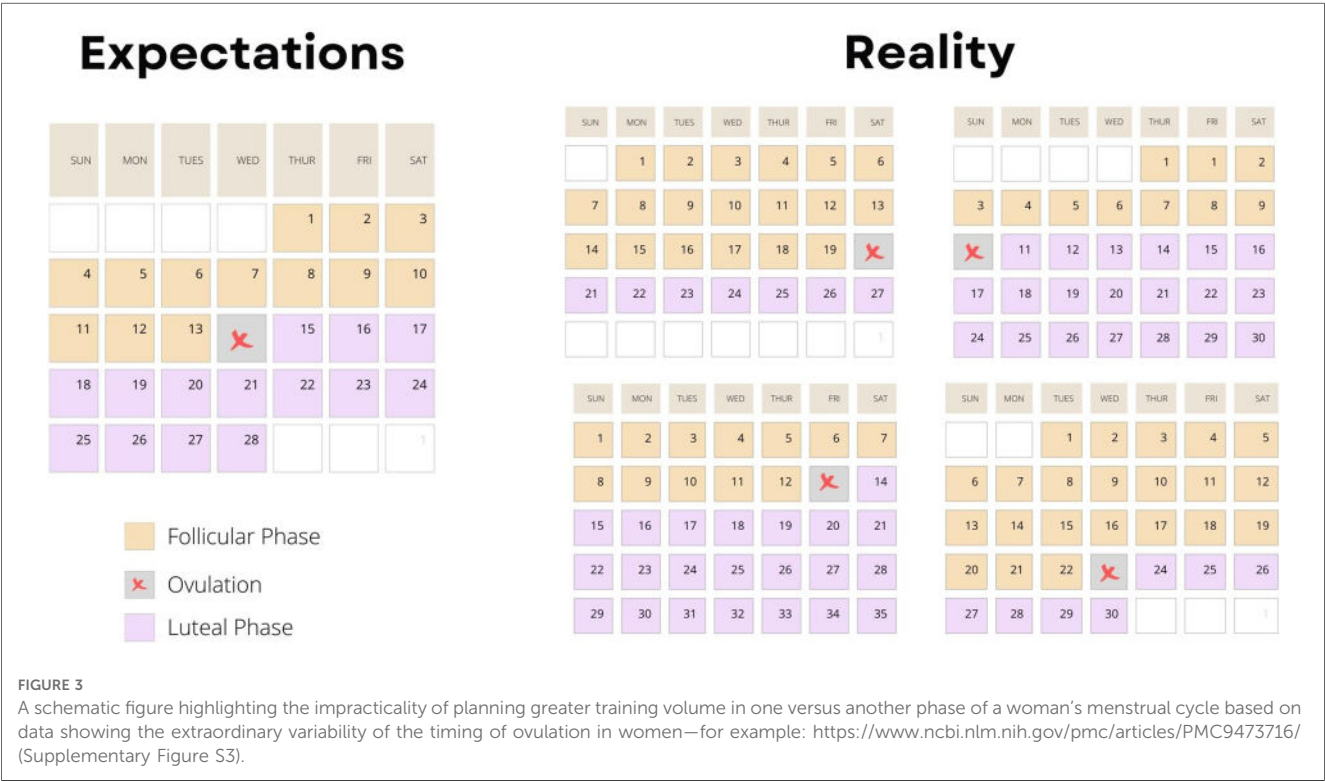 Expectations
SUN MON TUES WED THUR FRI SAT
1 2 3
4 5 6 7 8 9 10
11 12 13 15 16 17
18 19 20 21 22 23 24
25 26 27 28 1
Follicular Phase
Ovulation
Luteal Phase
Reality
SUN MON TUES WED THUR FRI SAT
1 2 3 4 5 6
7 8 9 10 11 12 13
14 15 16 17 18 19
21 22 23 24 25 26 27
1
SUN MON TUES WED THUR FRI SAT
1 1 2
3 4 5 6 7 8 9
11 12 13 14 15 16
17 18 19 20 21 22 23
24 25 26 27 28 29 30
SUN MON TUES WED THUR FRI SAT
1 2 3 4 5 6 7
8 9 10 11 12 14
15 16 17 18 19 20 21
22 23 24 25 26 27 28
29 30 31 32 33 34 35
SUN MON TUES WED THUR FRI SAT
1 2 3 4 5
6 7 8 9 10 11 12
13 14 15 16 17 18 19
20 21 22 24 25 26
27 28 29 30 1
FIGURE 3
A schematic figure highlighting the impracticality of planning greater training volume in one versus another phase of a woman's menstrual cycle based on
data showing the extraordinary variability of the timing of ovulation in women—for example: https://www.ncbi.nlm.nih.gov/pmc/articles/PMC9473716/
(Supplementary Figure S3).